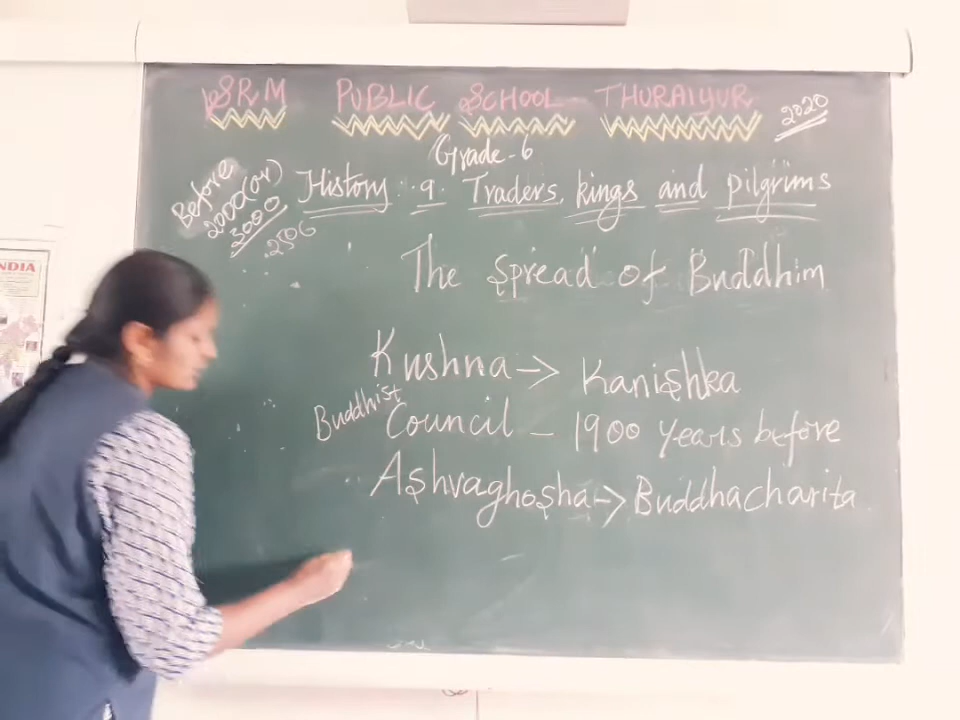 SRM PUBLIC SCHOOL - THURAIYUR
2020
Grade-6
Before
2000(or)
3000
2506
History 9. Traders, kings and pilgrims
The Spread of Buddhim
Kushna → Kanishka
Buddhist Council - 1900 years before
Ashvaghosha → Buddhacharita
INDIA